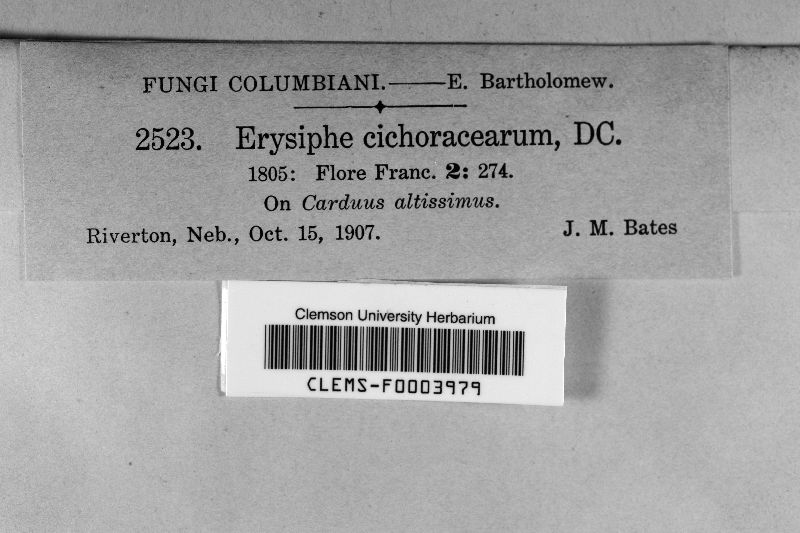 FUNGI COLUMBIANI.——E. Bartholomew.
2523. Erysiphe cichoracearum, DC.
1805: Flore Franc. 2: 274.
On Carduus altissimus.
Riverton, Neb., Oct. 15, 1907. J. M. Bates
Clemson University Herbarium
CLEMS-F0003979